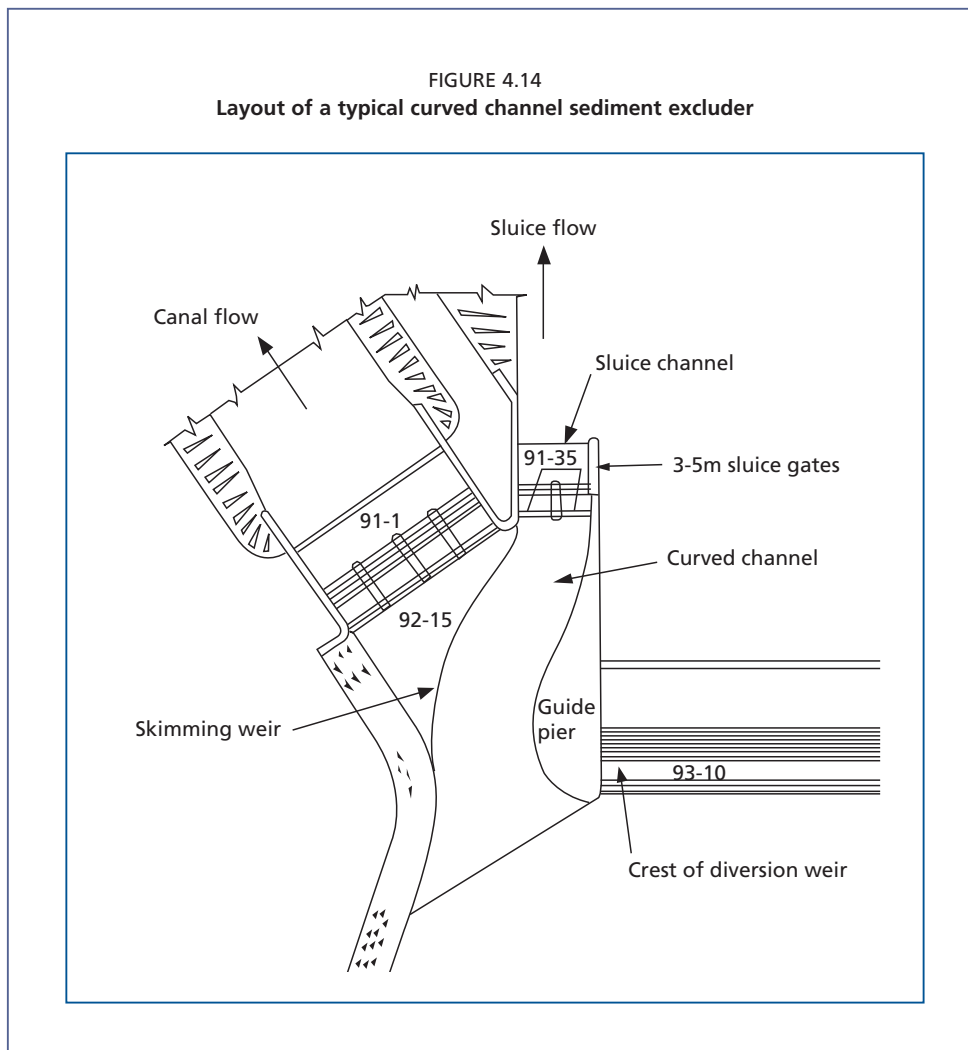 FIGURE 4.14
Layout of a typical curved channel sediment excluder
Sluice flow
Canal flow
Sluice channel
91-35
3-5m sluice gates
91-1
Curved channel
92-15
Skimming weir
Guide
pier
93-10
Crest of diversion weir